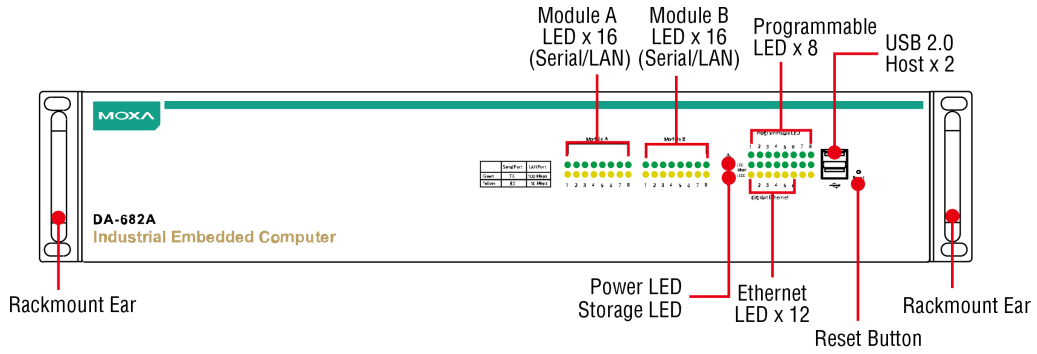 Module A
LED x 16
(Serial/LAN)
Module B
LED x 16
(Serial/LAN)
Programmable
LED x 8
USB 2.0
Host x 2
MOXA
Module A
Module B
Programmable LED
1 2 3 4 5 6 7 8
Serial Port LAN Port
Green TX 100 Mbps
Yellow RX 10 Mbps
1 2 3 4 5 6 7 8
1 2 3 4 5 6 7 8
1 2 3 4 5 6
Gigabit Ethernet
DA-682A
Industrial Embedded Computer
Rackmount Ear
Power LED
Storage LED
Ethernet
LED x 12
Reset Button
Rackmount Ear